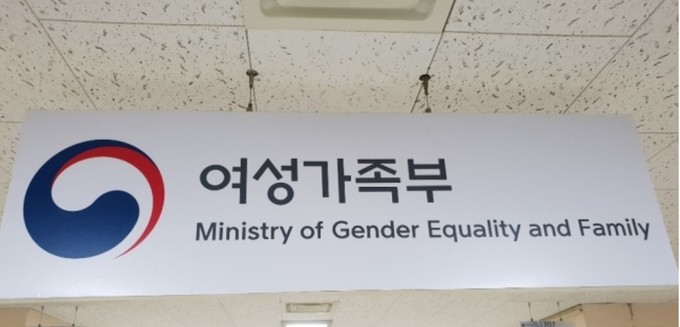 여성가족부
Ministry of Gender Equality and Family